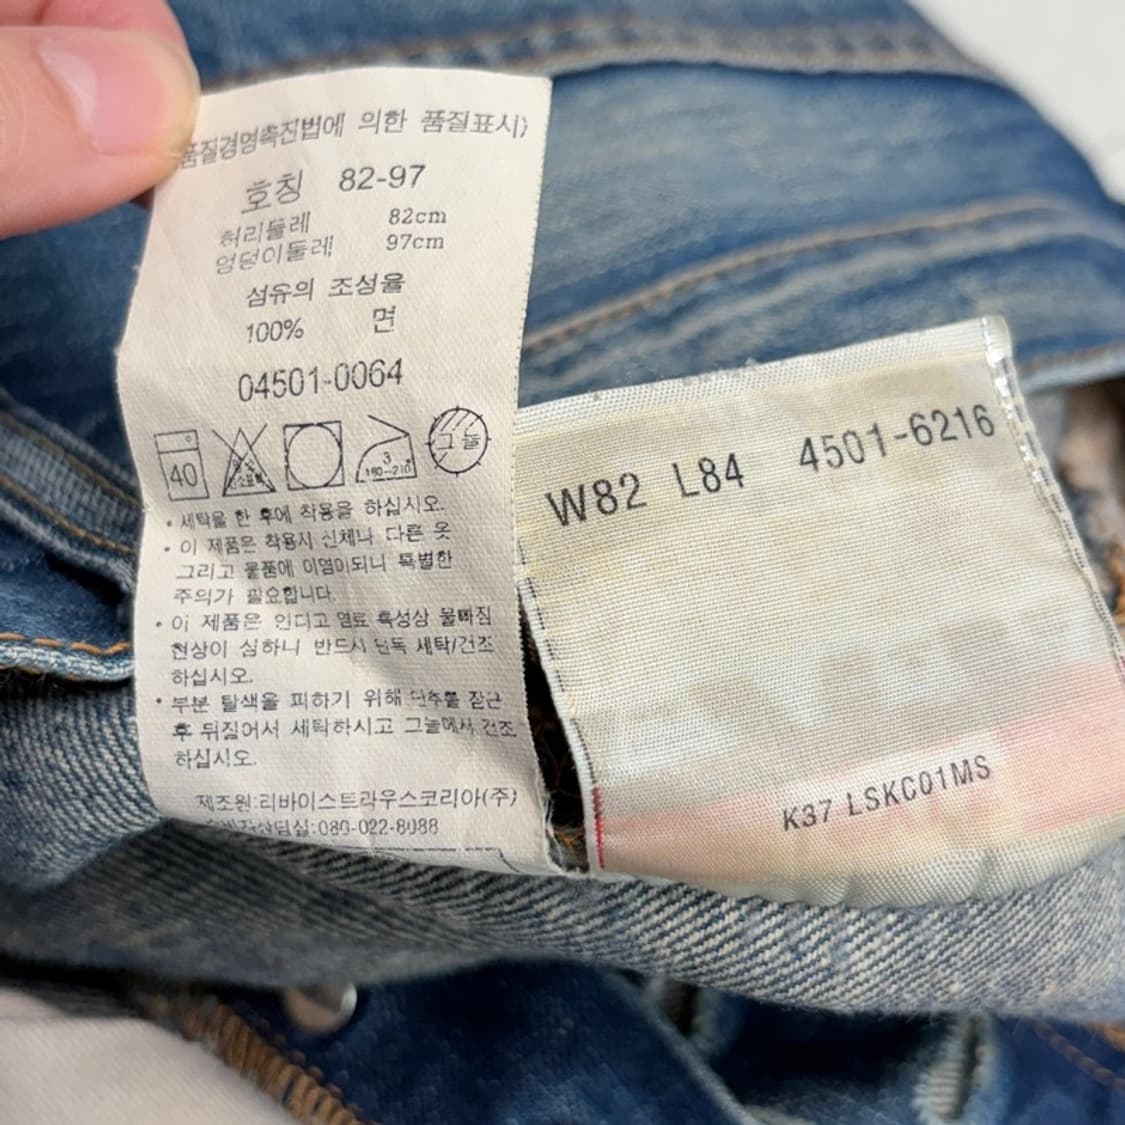 품질경영촉진법에 의한 품질표시)
호칭 82-97
허리둘레 82cm
엉덩이둘레 97cm
섬유의 조성율
100% 면
04501-0064
40
3
180~210
그늘
• 세탁을 한 후에 착용을 하십시오.
• 이 제품은 착용시 신체나 다른 옷
그리고 물품에 이염이되니 특별한
주의가 필요합니다.
• 이 제품은 인디고 염료 특성상 물빠짐
현상이 심하니 반드시 단독 세탁/건조
하십시오.
• 부분 탈색을 피하기 위해 단추를 잠근
후 뒤집어서 세탁하시고 그늘에서 건조
하십시오.
제조원:리바이스트라우스코리아(주)
소비자상담실:080-022-8088
W82 L84 4501-6216
K37 LSKC01MS